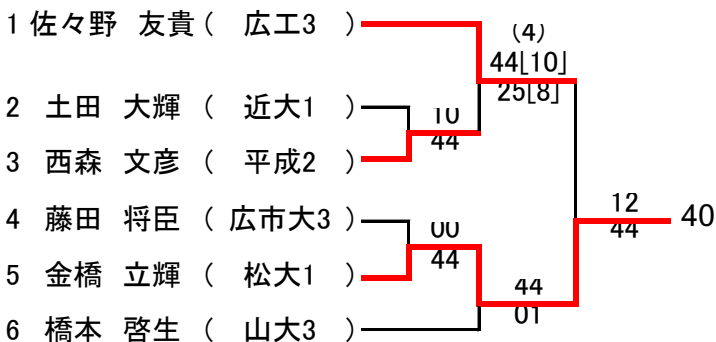 1 佐々野 友貴 ( 広工3 )
(4)
44[10]
25[8]
2 土田 大輝 ( 近大1 )
10
44
3 西森 文彦 ( 平成2 )
4 藤田 将臣 ( 広市大3 )
00
44
12
44
40
5 金橋 立輝 ( 松大1 )
44
01
6 橋本 啓生 ( 山大3 )